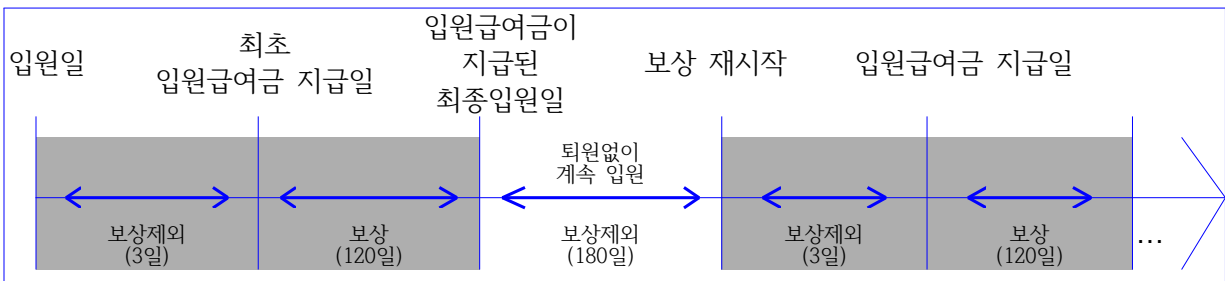 입원일
최초
입원급여금 지급일
입원급여금이
지급된
최종입원일
보상 재시작
입원급여금 지급일
퇴원없이
계속 입원
보상제외
(3일)
보상
(120일)
보상제외
(180일)
보상제외
(3일)
보상
(120일)
...